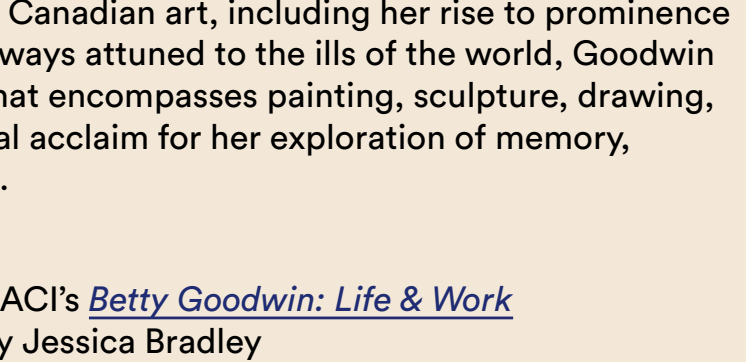 Canadian art, including her rise to prominence
ways attuned to the ills of the world, Goodwin
hat encompasses painting, sculpture, drawing,
al acclaim for her exploration of memory,
.
ACI’s Betty Goodwin: Life & Work
y Jessica Bradley